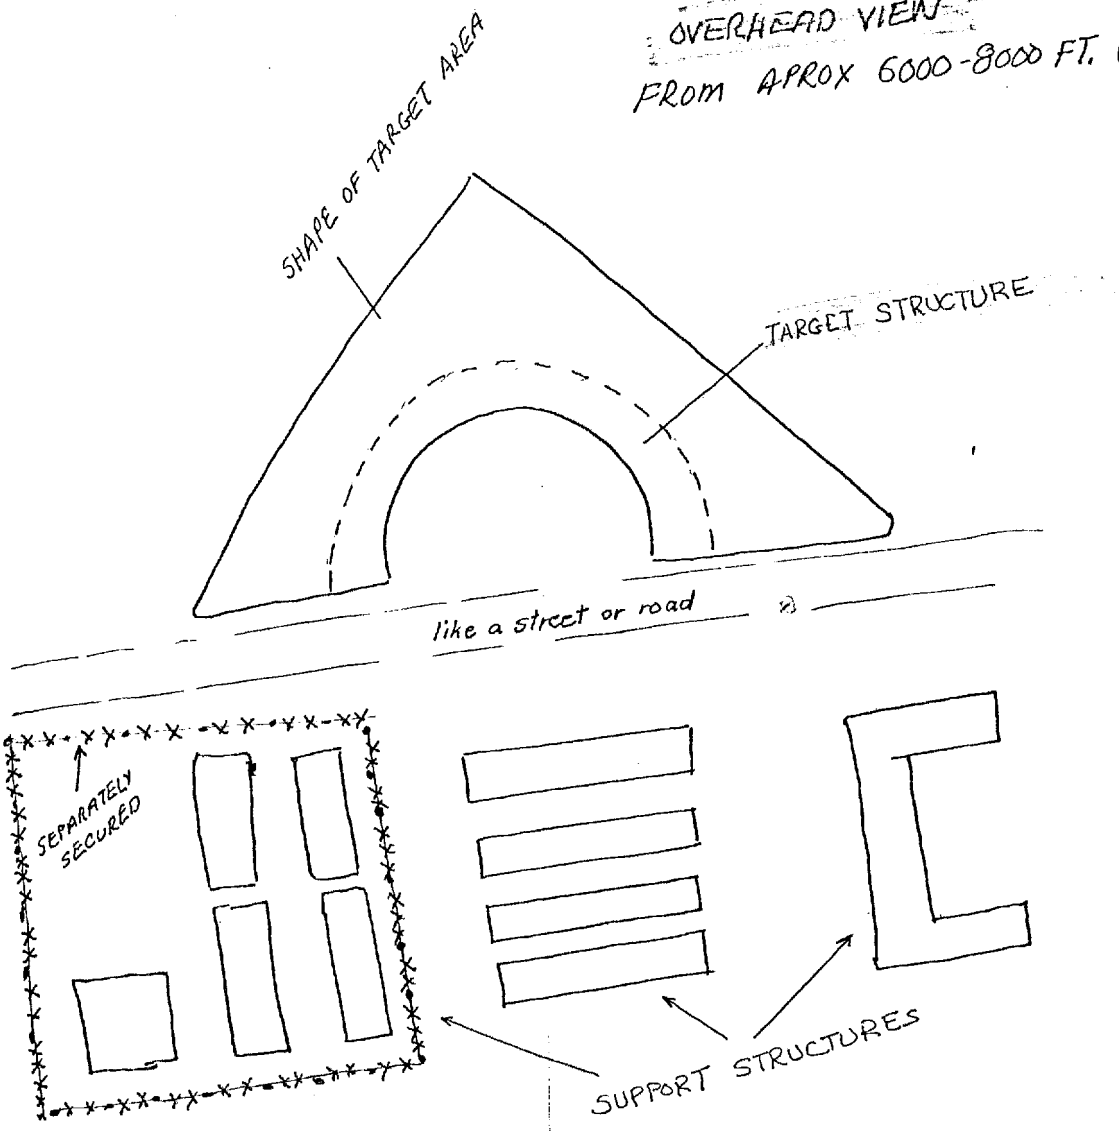 OVERHEAD VIEW
FROM APROX 6000-8000 FT.
SHAPE OF TARGET AREA
TARGET STRUCTURE
like a street or road
SEPARATELY
SECURED
SUPPORT STRUCTURES